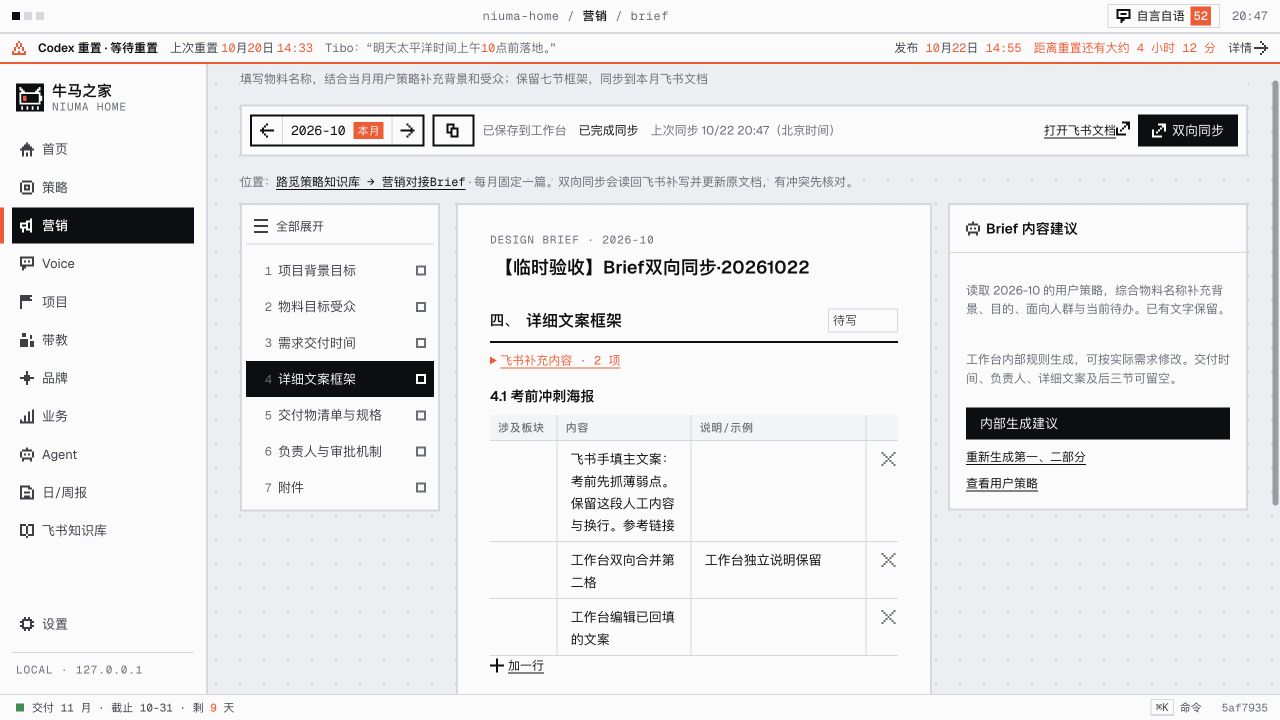 niuma-home / 营销 / brief
自言自语 52
20:47
Codex 重置·等待重置 上次重置 10月20日 14:33 Tibo: “明天太平洋时间上午10点前落地。”
发布 10月22日 14:55 距离重置还有大约 4 小时 12 分 详情
牛马之家
NIUMA HOME
首页
策略
营销
Voice
项目
带教
品牌
业务
Agent
日/周报
飞书知识库
设置
LOCAL · 127.0.0.1
填写物料名称，结合当月用户策略补充背景和受众；保留七节框架，同步到本月飞书文档
2026-10 本月
已保存到工作台 已完成同步 上次同步 10/22 20:47（北京时间）
打开飞书文档
双向同步
位置：路觅策略知识库 → 营销对接Brief · 每月固定一篇。双向同步会读回飞书补写并更新原文档，有冲突先核对。
全部展开
1 项目背景目标
2 物料目标受众
3 需求交付时间
4 详细文案框架
5 交付物清单与规格
6 负责人与审批机制
7 附件
DESIGN BRIEF · 2026-10
【临时验收】Brief双向同步·20261022
四、 详细文案框架
待写
飞书补充内容 · 2 项
4.1 考前冲刺海报
涉及板块 内容 说明/示例
飞书手填主文案：
考前先抓薄弱点。
保留这段人工内容
与换行。参考链接
工作台双向合并第
二格
工作台独立说明保留
工作台编辑已回填
的文案
加一行
Brief 内容建议
读取 2026-10 的用户策略，综合物料名称补充背
景、目的、面向人群与当前待办。已有文字保留。
工作台内部规则生成，可按实际需求修改。交付时
间、负责人、详细文案及后三节可留空。
内部生成建议
重新生成第一、二部分
查看用户策略
交付 11 月 · 截止 10-31 · 剩 9 天
⌘K 命令 5af7935